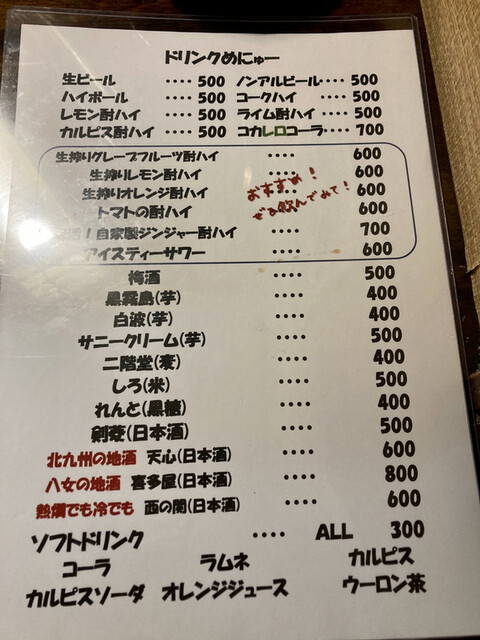 ドリンクめにゅー
生ビール ････ 500 ノンアルビール････ 500
ハイボール ････ 500 コークハイ ････ 500
レモン酎ハイ ････ 500 ライム酎ハイ ････ 500
カルピス酎ハイ ････ 500 コカレロコーラ････ 700
生搾りグレープフルーツ酎ハイ ････ 600
生搾りレモン酎ハイ ････ 600
生搾りオレンジ酎ハイ ････ 600
おすすめ！
ぜひ飲んでみて！
トマトの酎ハイ ････ 600
！自家製ジンジャー酎ハイ ････ 700
アイスティーサワー ････ 600
梅酒 ････ 500
黒霧島(芋) ････ 400
白波(芋) ････ 400
サニークリーム(芋) ････ 500
二階堂(麦) ････ 400
しろ(米) ････ 500
れんと(黒糖) ････ 400
剣菱(日本酒) ････ 500
北九州の地酒 天心(日本酒) ････ 600
八女の地酒 喜多屋(日本酒) ････ 800
熱燗でも冷でも 西の関(日本酒) ････ 600
ソフトドリンク ････ ALL 300
コーラ ラムネ カルピス
カルピスソーダ オレンジジュース ウーロン茶